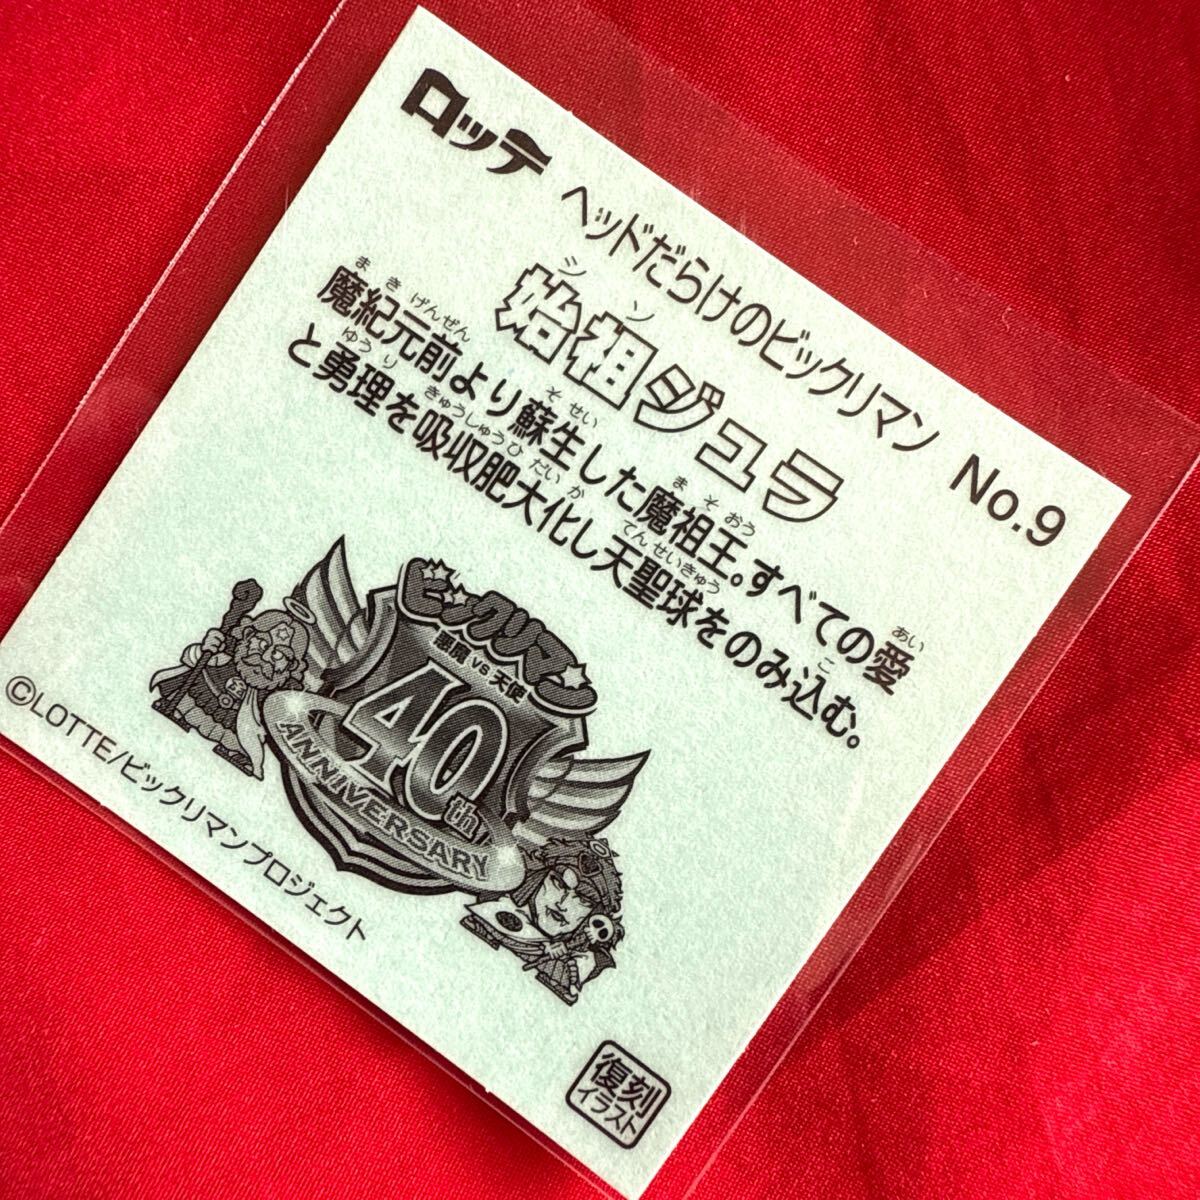 ロッテ
ヘッドだらけのビックリマン No.9
シン
始祖ジュラ
まきげんぜん そせい まそおう あい
魔紀元前より蘇生した魔祖王。すべての愛
ゆうり きゅうしゅうひだいか てんせいきゅう こ
と勇理を吸収肥大化し天聖球をのみ込む。
ビックリマン
悪魔 VS 天使
40th
ANNIVERSARY
©LOTTE/ビックリマンプロジェクト
復刻
イラスト